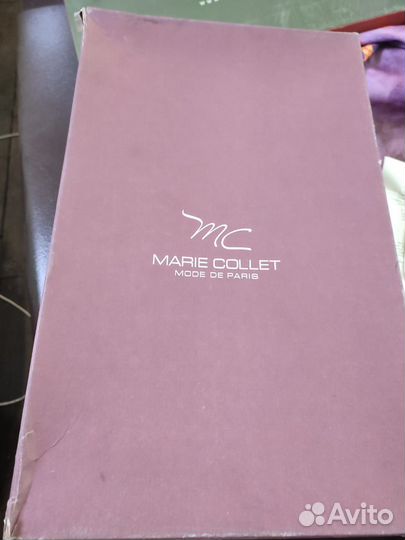 MC
MARIE COLLET
MODE DE PARIS
Avito